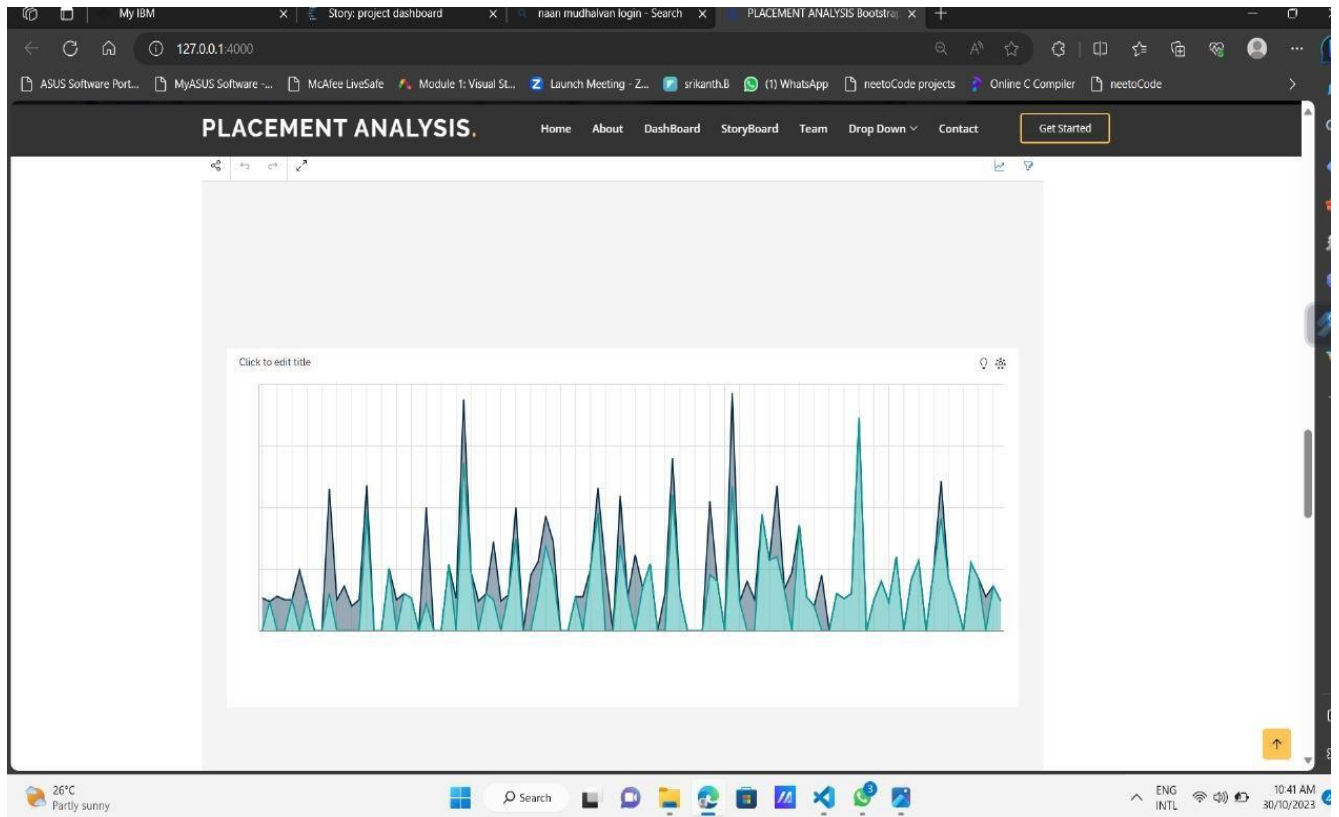 My IBM
Story: project dashboard
naan mudhalvan login - Search
PLACEMENT ANALYSIS Bootstrap
127.0.0.1:4000
ASUS Software Port...
MyASUS Software -...
McAfee LiveSafe
Module 1: Visual St...
Launch Meeting - Z...
srikanth.B
(1) WhatsApp
neetoCode projects
Online C Compiler
neetoCode
PLACEMENT ANALYSIS.
Home
About
DashBoard
StoryBoard
Team
Drop Down
Contact
Get Started
Click to edit title
26°C
Partly sunny
Search
3
ENG
INTL
10:41 AM
30/10/2023